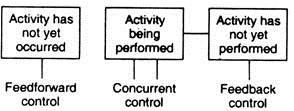 Activity has
not yet
occurred
Activity
being
performed
Activity has
not yet
performed
Feedforward
control
Concurrent
control
Feedback
control